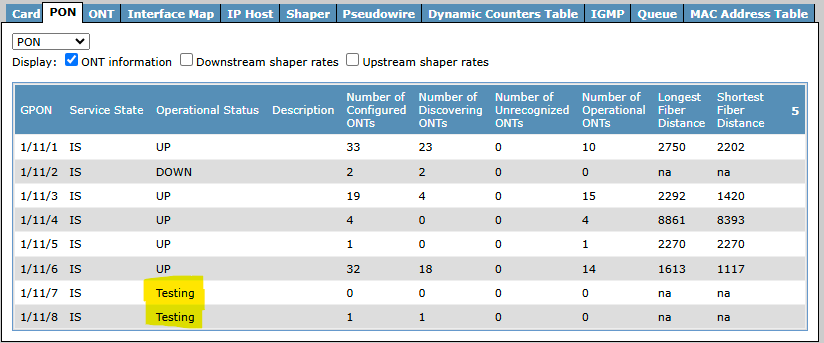 Card PON ONT Interface Map IP Host Shaper Pseudowire Dynamic Counters Table IGMP Queue MAC Address Table
PON
Display: ONT information Downstream shaper rates Upstream shaper rates
GPON Service State Operational Status Description Number of Configured ONTs Number of Discovering ONTs Number of Unrecognized ONTs Number of Operational ONTs Longest Fiber Distance Shortest Fiber Distance 5
1/11/1 IS UP 33 23 0 10 2750 2202
1/11/2 IS DOWN 2 2 0 0 na na
1/11/3 IS UP 19 4 0 15 2292 1420
1/11/4 IS UP 4 0 0 4 8861 8393
1/11/5 IS UP 1 0 0 1 2270 2270
1/11/6 IS UP 32 18 0 14 1613 1117
1/11/7 IS Testing 0 0 0 0 na na
1/11/8 IS Testing 1 1 0 0 na na